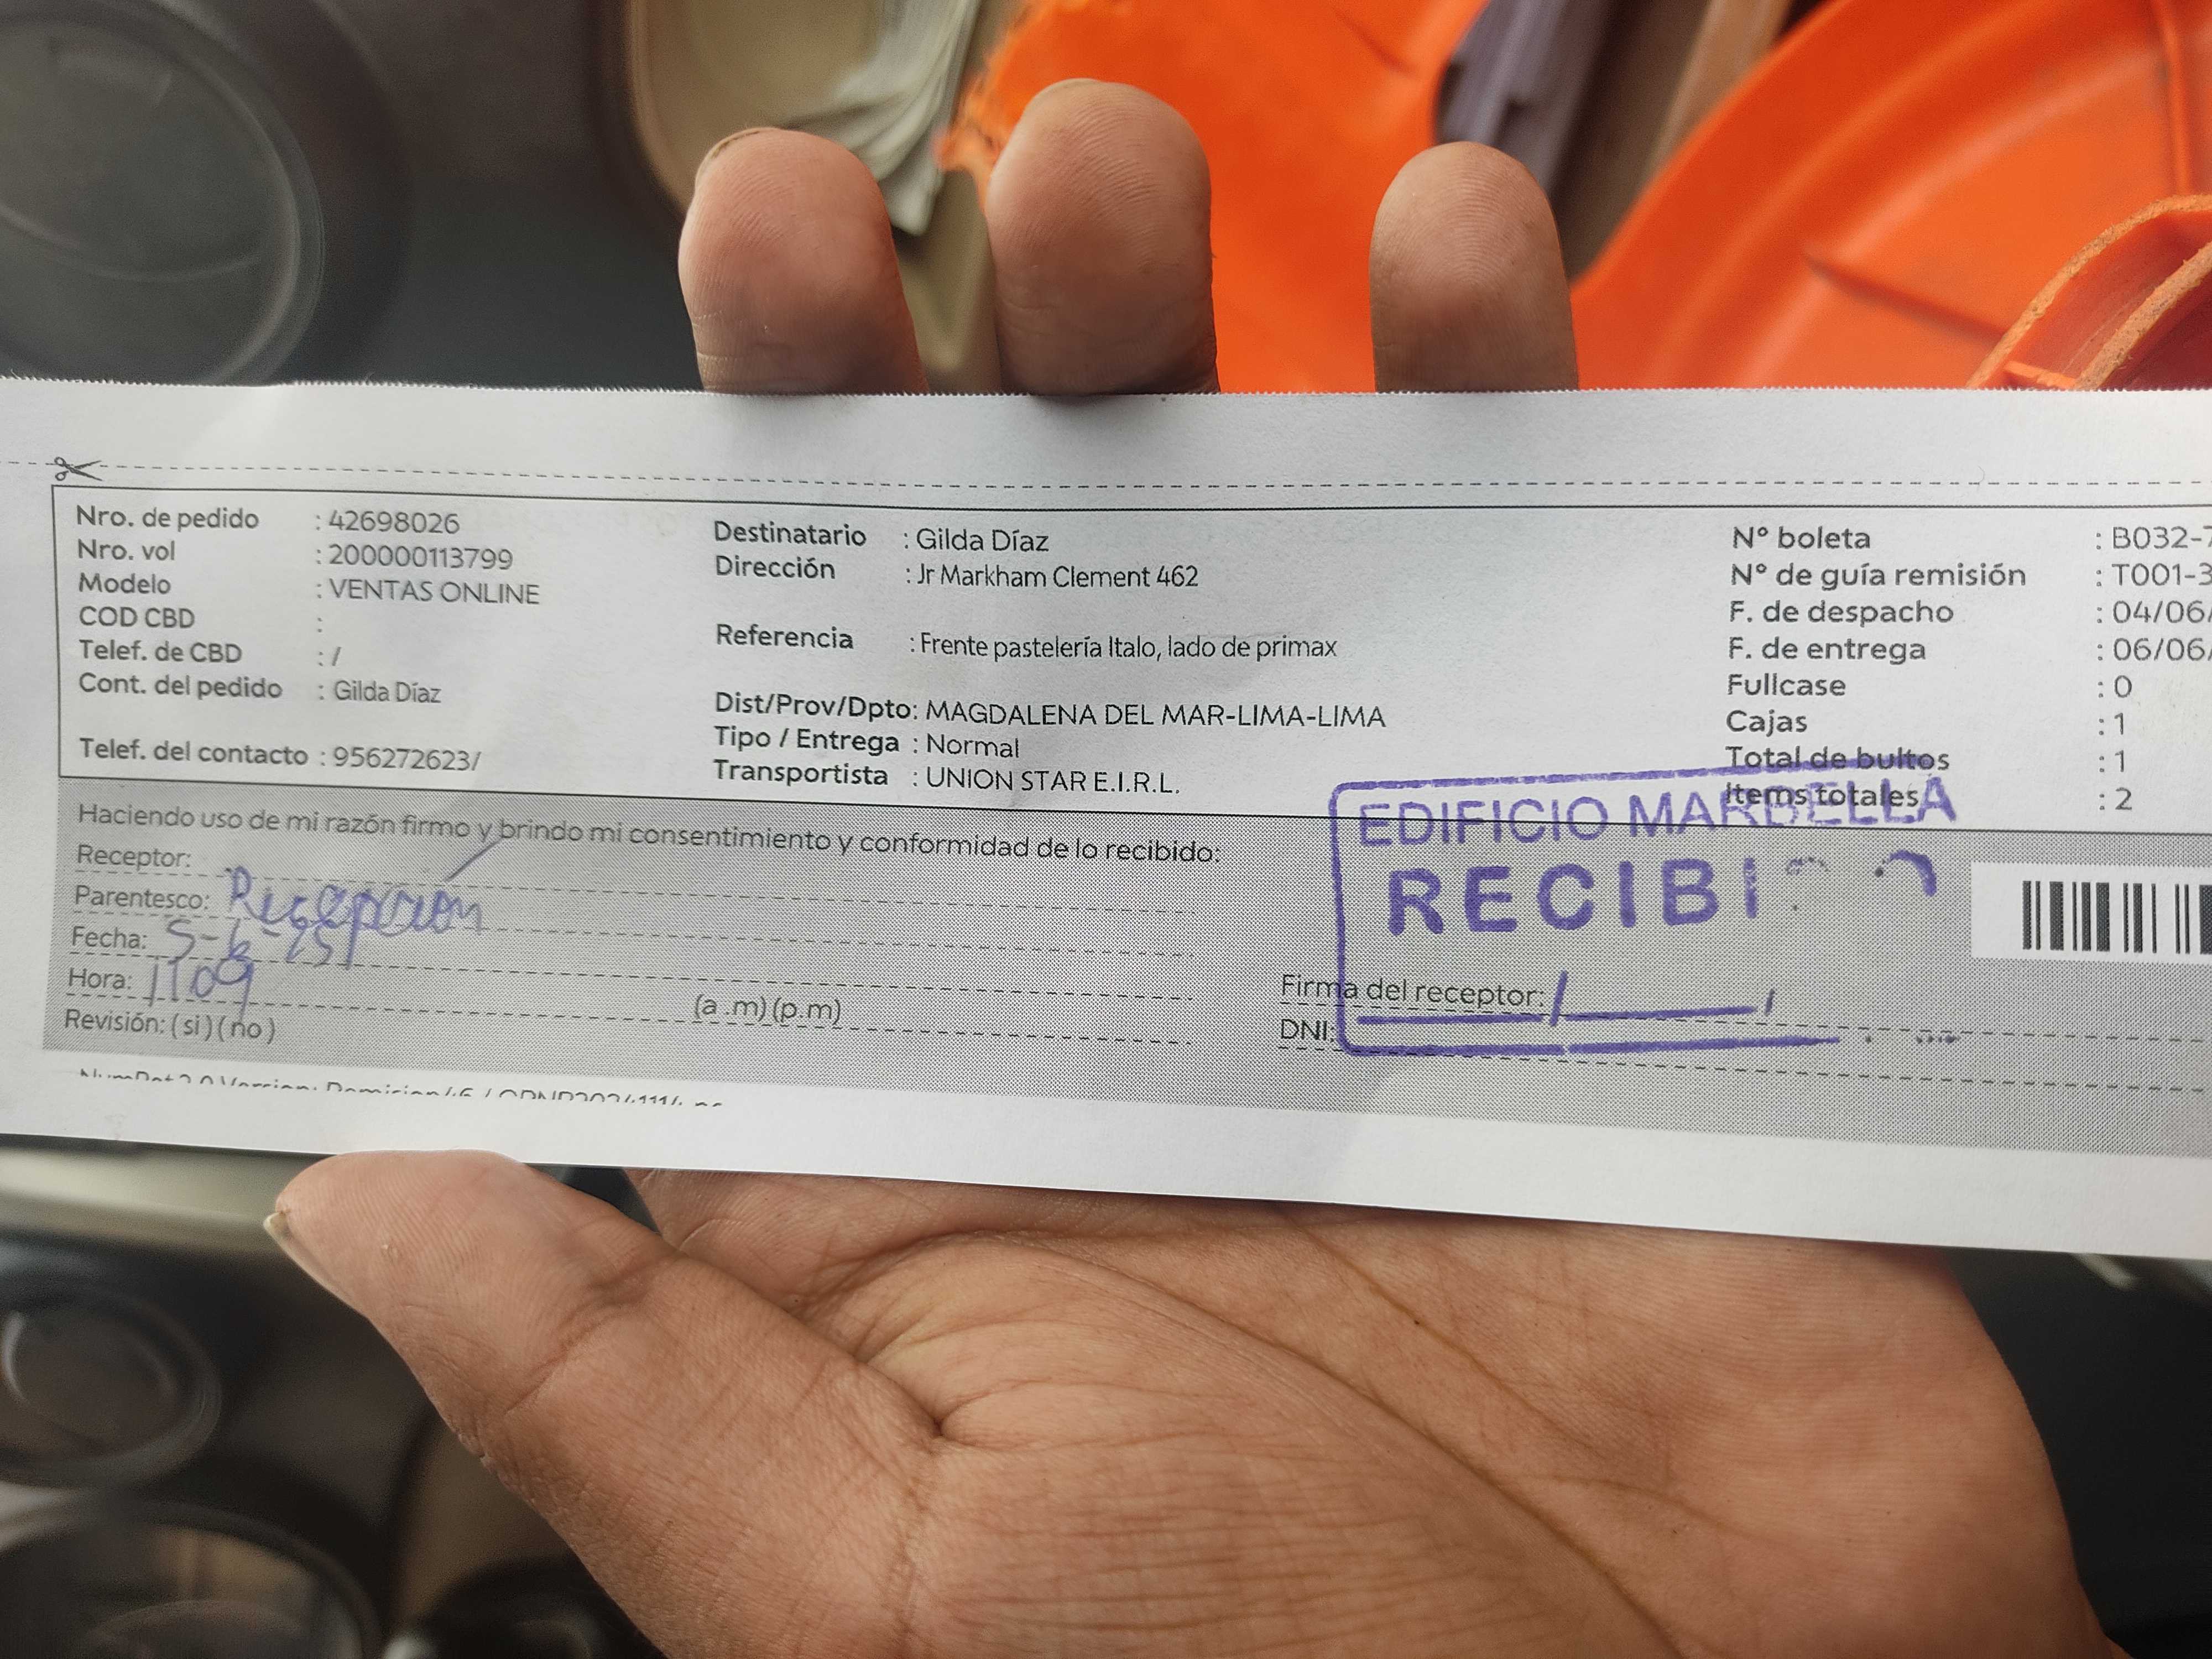 Nro. de pedido : 42698026
Nro. vol : 200000113799
Modelo : VENTAS ONLINE
COD CBD :
Telef. de CBD : /
Cont. del pedido : Gilda Díaz
Telef. del contacto : 956272623/
Destinatario : Gilda Díaz
Dirección : Jr Markham Clement 462
Referencia : Frente pastelería Italo, lado de primax
Dist/Prov/Dpto: MAGDALENA DEL MAR-LIMA-LIMA
Tipo / Entrega : Normal
Transportista : UNION STAR E.I.R.L.
N° boleta : B032-7
N° de guía remisión : T001-3
F. de despacho : 04/06/
F. de entrega : 06/06/
Fullcase : 0
Cajas : 1
Total de bultos : 1
Items totales : 2
Haciendo uso de mi razón firmo y brindo mi consentimiento y conformidad de lo recibido:
Receptor:
Parentesco: Recepción
Fecha: 5-6-25
Hora: 1109 (a .m) (p.m)
Revisión: (si) (no)
EDIFICIO MARBELLA
RECIBI
Firma del receptor:
DNI: